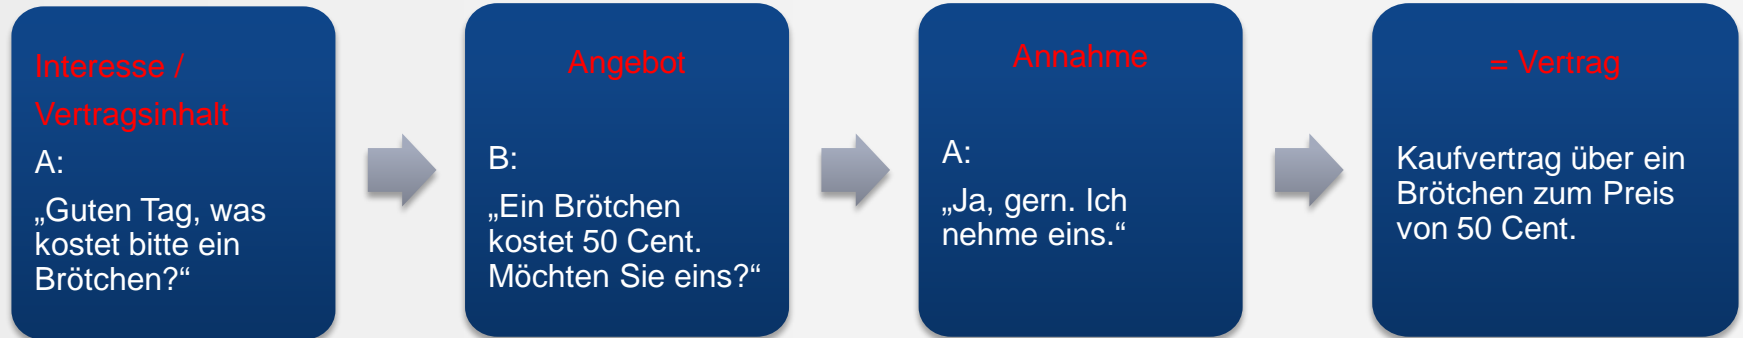 Interesse /
Vertragsinhalt
A:
„Guten Tag, was
kostet bitte ein
Brötchen?“
Angebot
B:
„Ein Brötchen
kostet 50 Cent.
Möchten Sie eins?“
Annahme
A:
„Ja, gern. Ich
nehme eins.“
= Vertrag
Kaufvertrag über ein
Brötchen zum Preis
von 50 Cent.